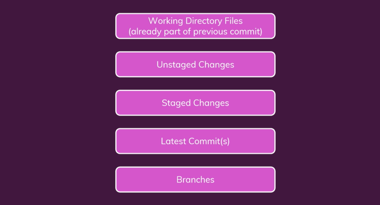 Working Directory Files
(already part of previous commit)
Unstaged Changes
Staged Changes
Latest Commit(s)
Branches